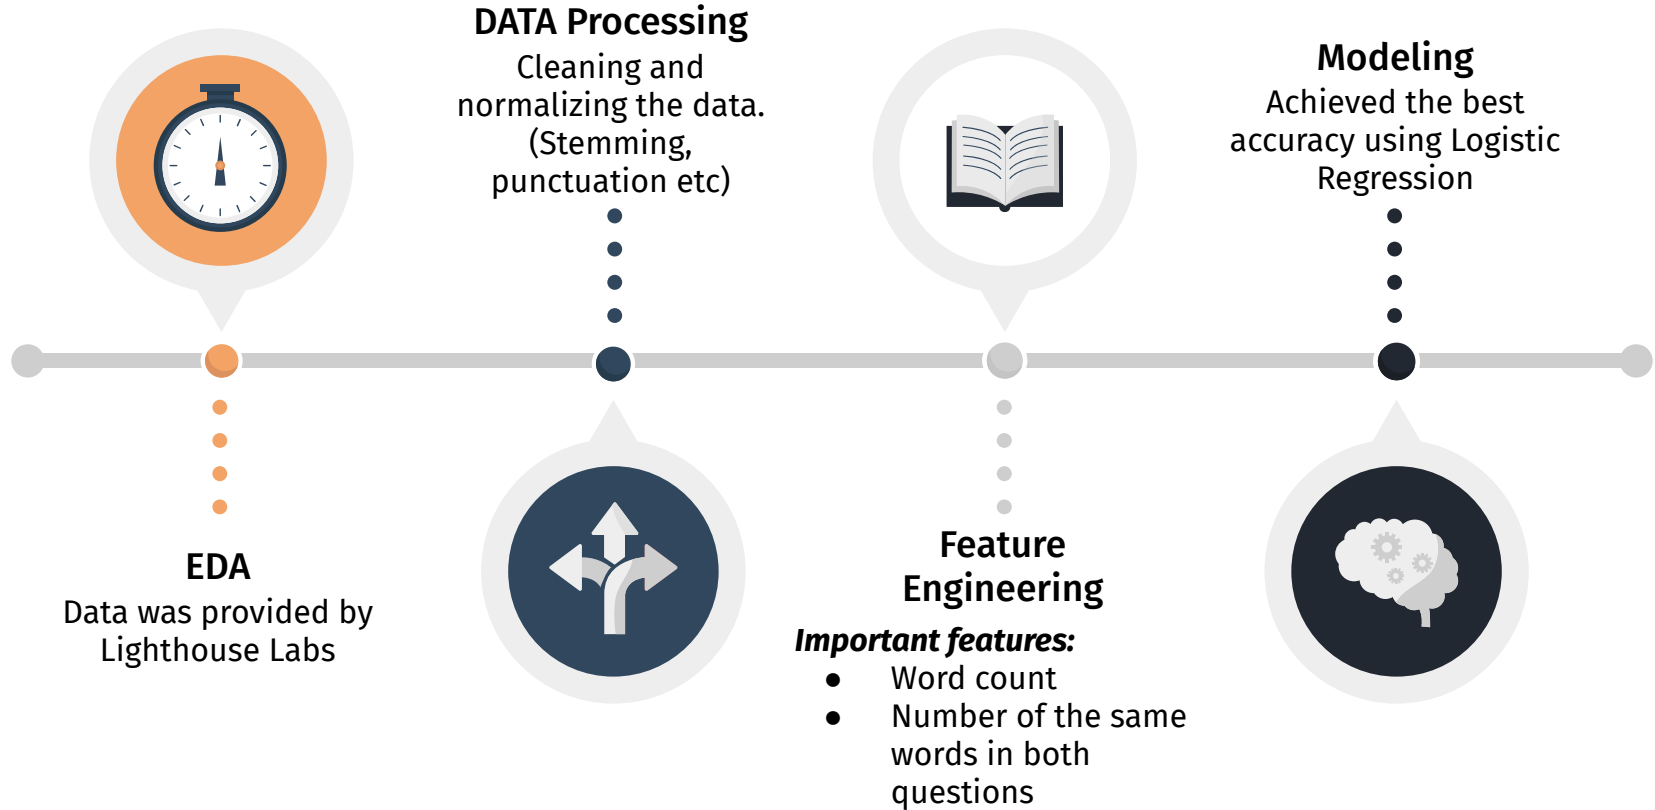 EDA
Data was provided by
Lighthouse Labs
DATA Processing
Cleaning and
normalizing the data.
(Stemming,
punctuation etc)
Feature
Engineering
Important features:
● Word count
● Number of the same
words in both
questions
Modeling
Achieved the best
accuracy using Logistic
Regression